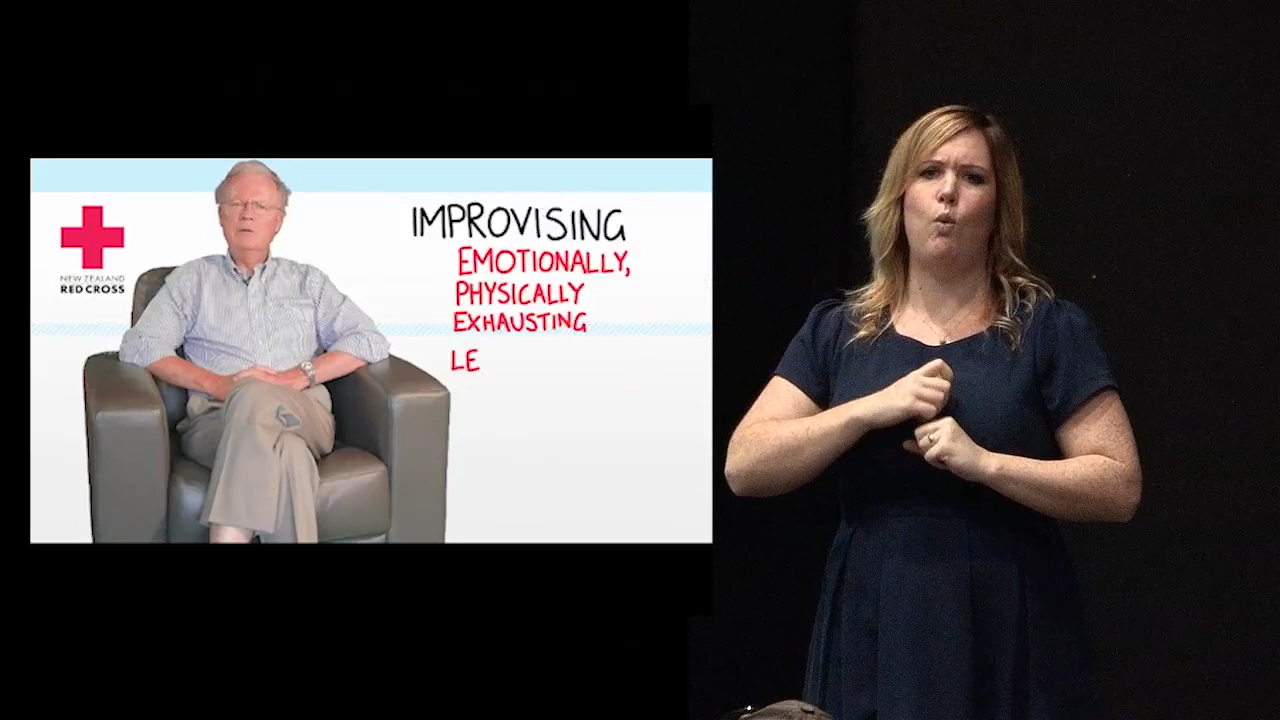 NEW ZEALAND
RED CROSS
IMPROVISING
EMOTIONALLY,
PHYSICALLY
EXHAUSTING
LE